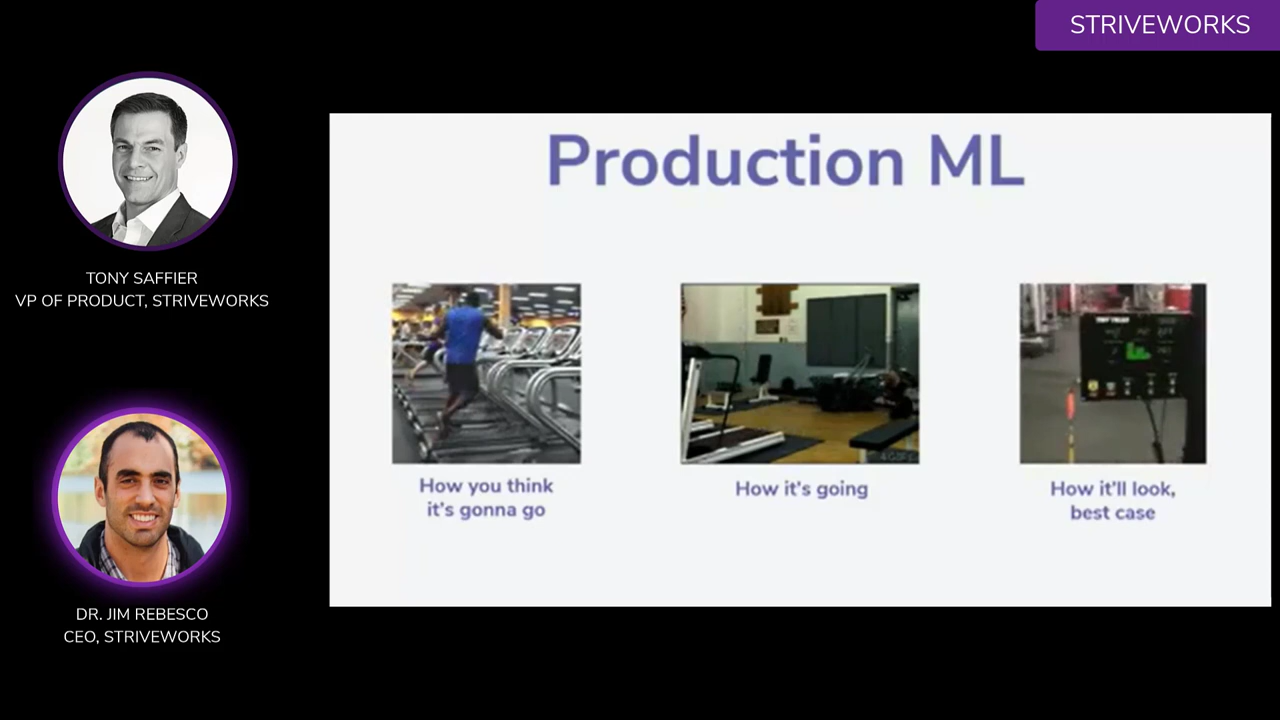 STRIVEWORKS
TONY SAFFIER
VP OF PRODUCT, STRIVEWORKS
DR. JIM REBESCO
CEO, STRIVEWORKS
Production ML
How you think
it's gonna go
How it's going
How it'll look,
best case